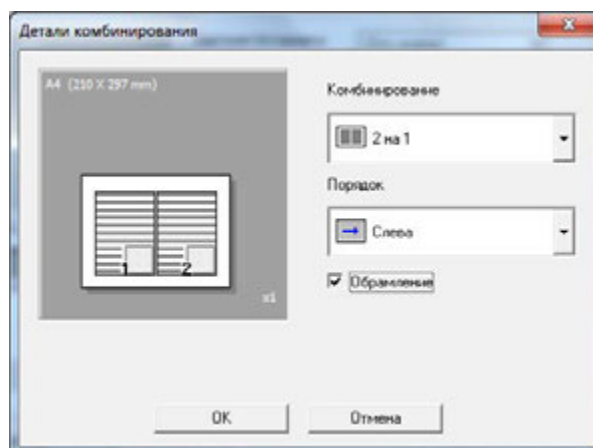 Детали комбинирования
A4 (210 X 297 mm)
1 2
x1
Комбинирование
2 на 1
Порядок
Слева
Обрамление
OK
Отмена